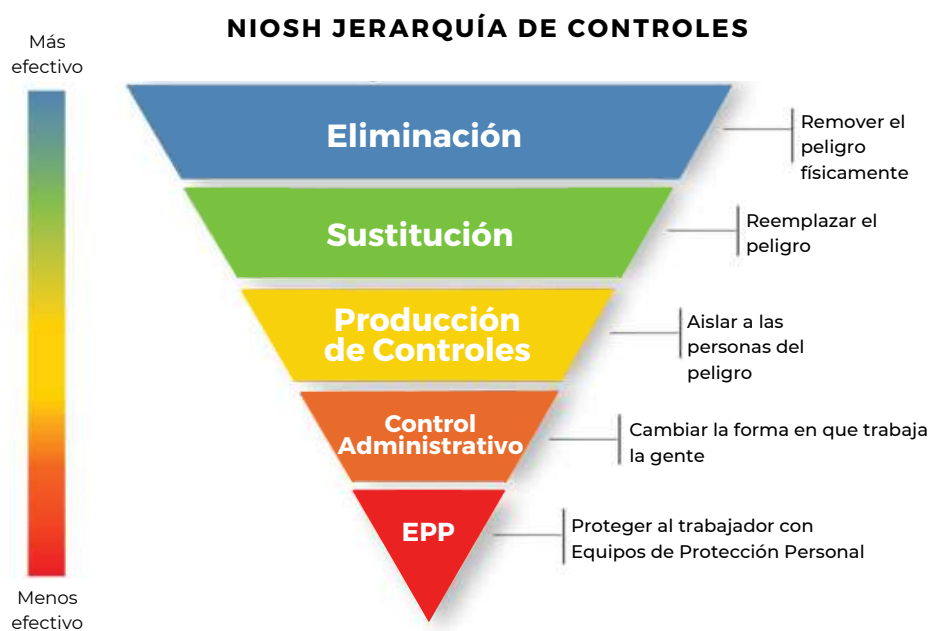 NIOSH JERARQUÍA DE CONTROLES
Más
efectivo
Eliminación
Remover el
peligro
físicamente
Sustitución
Reemplazar el
peligro
Producción
de Controles
Aislar a las
personas del
peligro
Control
Administrativo
Cambiar la forma en que trabaja
la gente
EPP
Proteger al trabajador con
Equipos de Protección Personal
Menos
efectivo